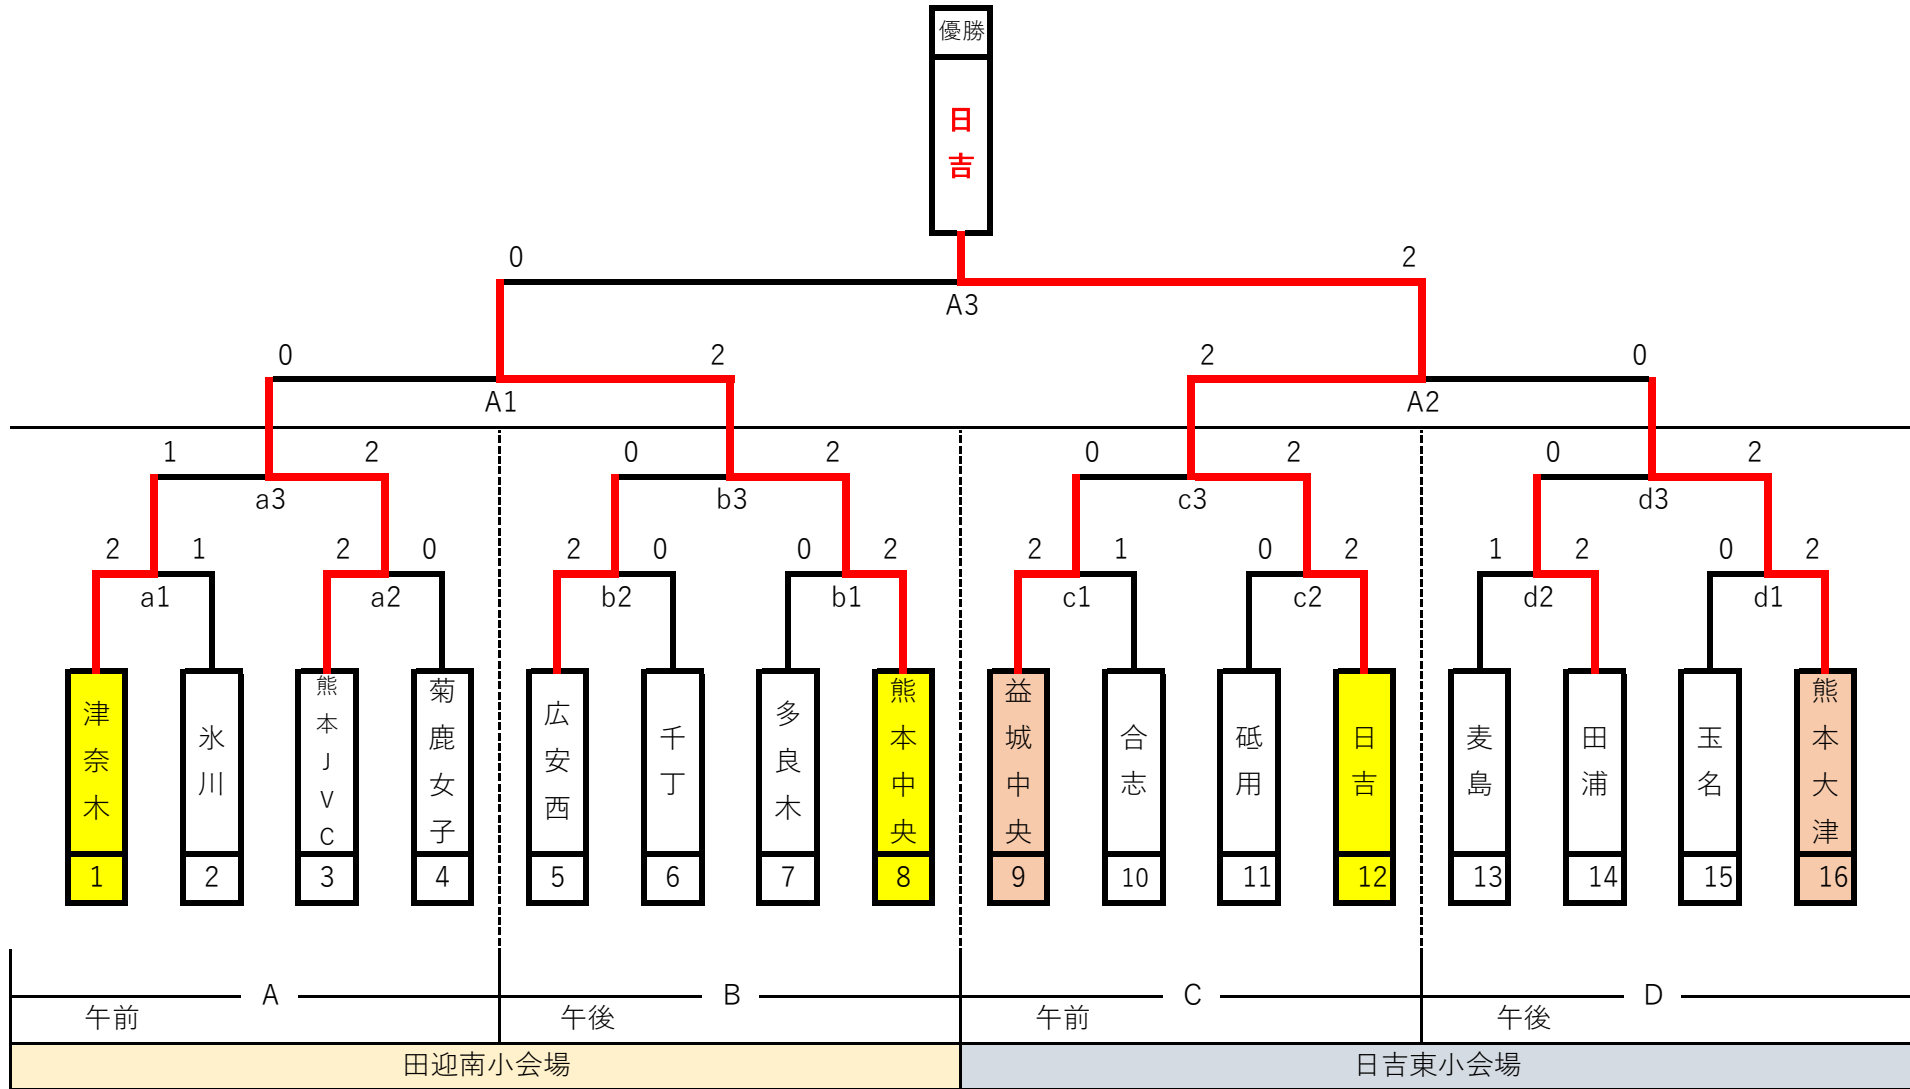 優勝
日吉
0 2
A3
0 2 2 0
A1 A2
1 2 0 2 0 2 0 2
a3 b3 c3 d3
2 1 2 0 2 0 0 2 2 1 0 2 1 2 0 2
a1 a2 b2 b1 c1 c2 d2 d1
津奈木
氷川
熊本JVC
菊鹿女子
広安西
千丁
多良木
熊本中央
益城中央
合志
砥用
日吉
麦島
田浦
玉名
熊本大津
1 2 3 4 5 6 7 8 9 10 11 12 13 14 15 16
A B C D
午前 午後 午前 午後
田迎南小会場 日吉東小会場